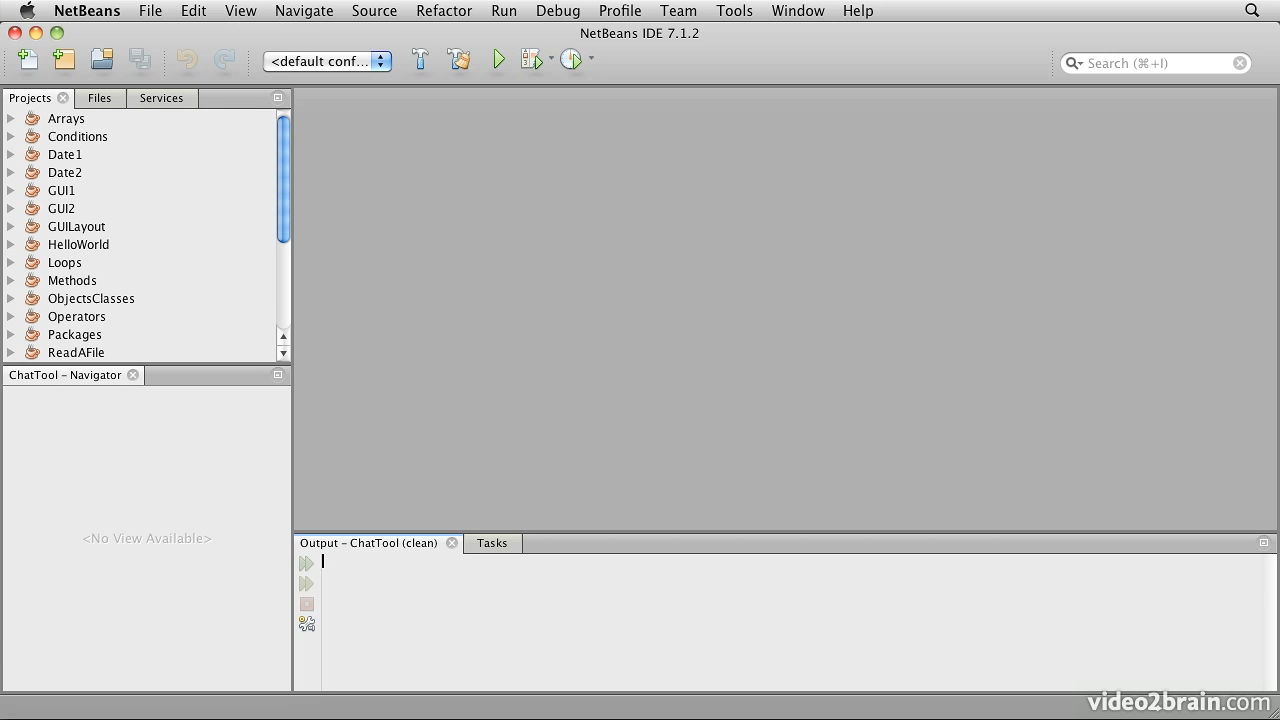 NetBeans File Edit View Navigate Source Refactor Run Debug Profile Team Tools Window Help
NetBeans IDE 7.1.2
<default conf... Search (⌘+I)
Projects Files Services
Arrays
Conditions
Date1
Date2
GUI1
GUI2
GUILayout
HelloWorld
Loops
Methods
ObjectsClasses
Operators
Packages
ReadAFile
ChatTool - Navigator
<No View Available>
Output - ChatTool (clean) Tasks
video2brain.com